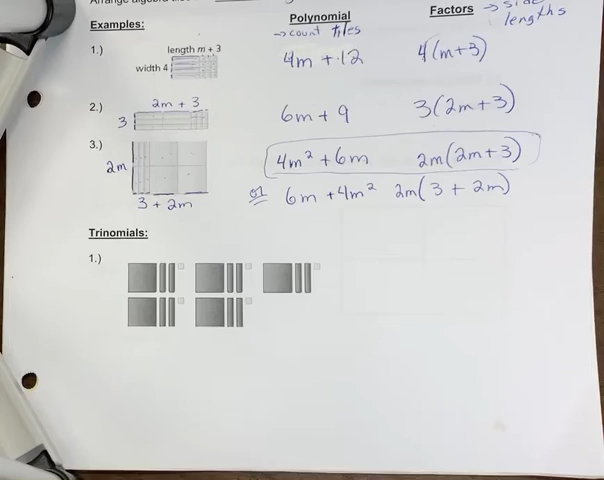 Examples:
Polynomial
Factors → side
→ count tiles
lengths
1.)
length m + 3
width 4
4m + 12
4(m+3)
2.)
2m + 3
3
6m + 9
3(2m+3)
3.)
2m
3 + 2m
4m² + 6m
2m(2m+3)
or
6m + 4m²
2m(3 + 2m)
Trinomials:
1.)